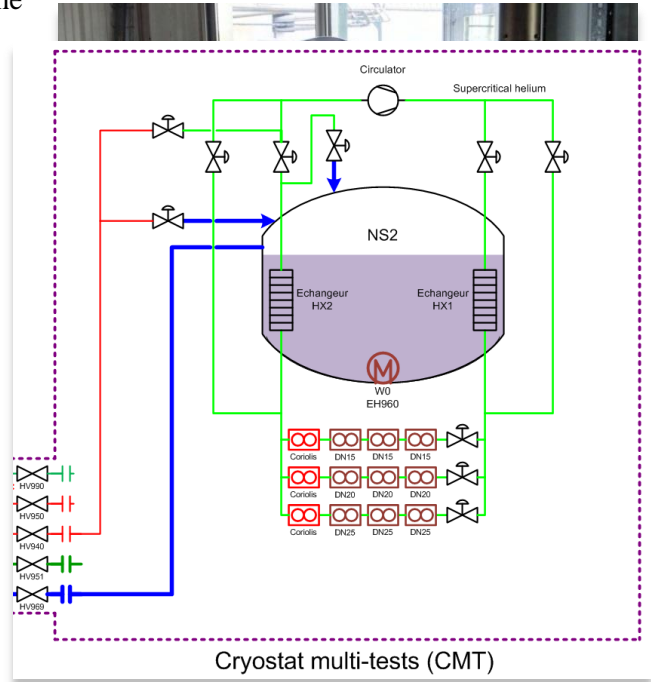 ne
Circulator
Supercritical helium
NS2
Echangeur
HX2
Echangeur
HX1
M
W0
EH960
Coriolis DN15 DN15 DN15
Coriolis DN20 DN20 DN20
Coriolis DN25 DN25 DN25
HV990
HV950
HV940
HV951
HV969
Cryostat multi-tests (CMT)